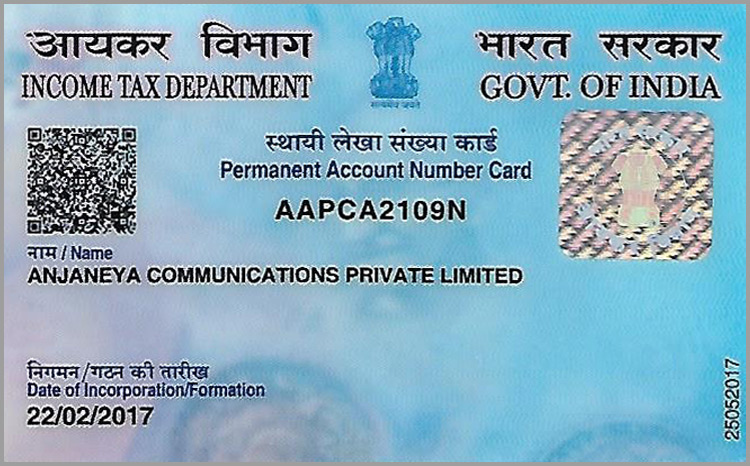 आयकर विभाग
INCOME TAX DEPARTMENT
सत्यमेव जयते
भारत सरकार
GOVT. OF INDIA
स्थायी लेखा संख्या कार्ड
Permanent Account Number Card
AAPCA2109N
नाम / Name
ANJANEYA COMMUNICATIONS PRIVATE LIMITED
निगमन/गठन की तारीख
Date of Incorporation/Formation
22/02/2017
25052017